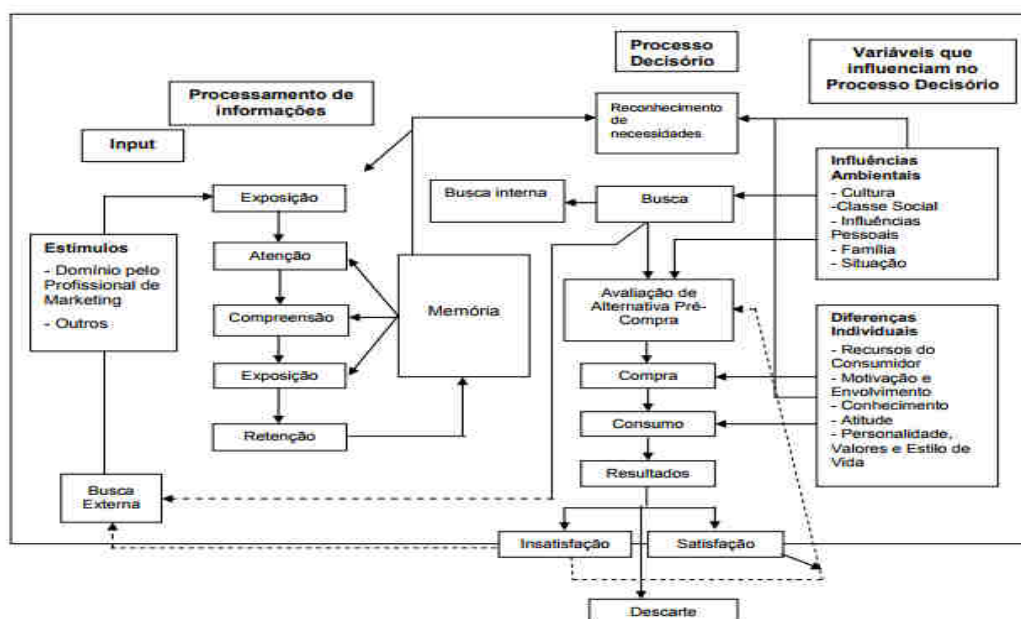 Processo
Decisório
Variáveis que
influenciam no
Processo Decisório
Processamento de
informações
Input
Reconhecimento
de
necessidades
Influências
Ambientais
- Cultura
-Classe Social
- Influências
Pessoais
- Família
- Situação
Busca interna
Busca
Exposição
Estímulos
- Domínio pelo
Profissional de
Marketing
- Outros
Atenção
Compreensão
Exposição
Retenção
Memória
Avaliação de
Alternativa Pré-
Compra
Diferenças
Individuais
- Recursos do
Consumidor
- Motivação e
Envolvimento
- Conhecimento
- Atitude
- Personalidade,
Valores e Estilo de
Vida
Compra
Consumo
Resultados
Busca
Externa
Insatisfação
Satisfação
Descarte